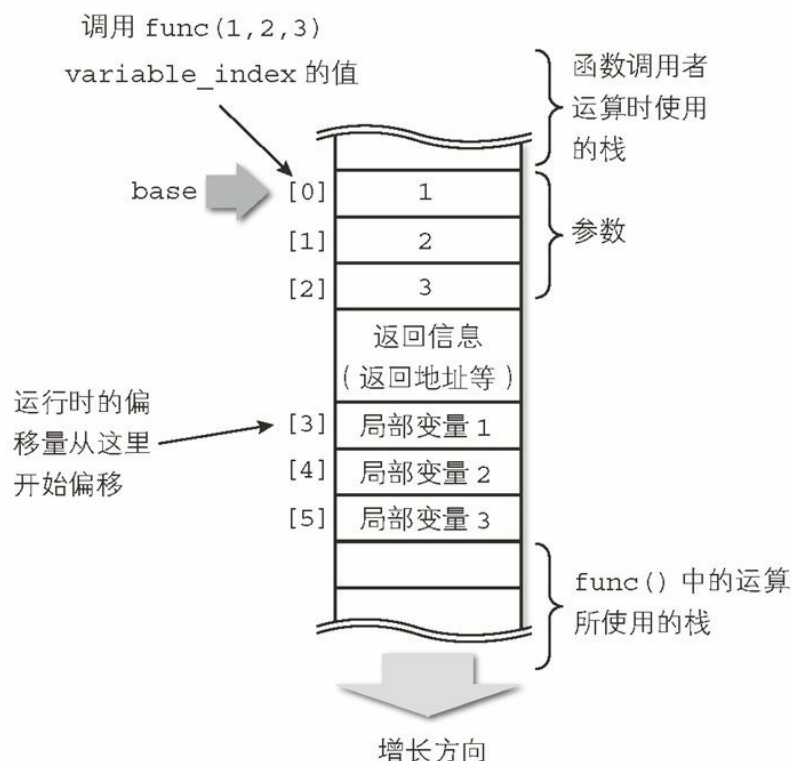 调用 func(1,2,3)
variable_index 的值
函数调用者
运算时使用
的栈
base
[0] 1
[1] 2
[2] 3
参数
返回信息
(返回地址等)
运行时的偏
移量从这里
开始偏移
[3] 局部变量 1
[4] 局部变量 2
[5] 局部变量 3
func() 中的运算
所使用的栈
增长方向